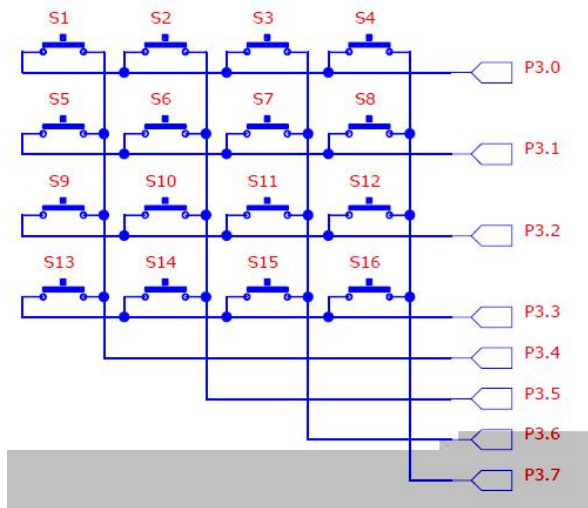 S1 S2 S3 S4
P3.0
S5 S6 S7 S8
P3.1
S9 S10 S11 S12
P3.2
S13 S14 S15 S16
P3.3
P3.4
P3.5
P3.6
P3.7